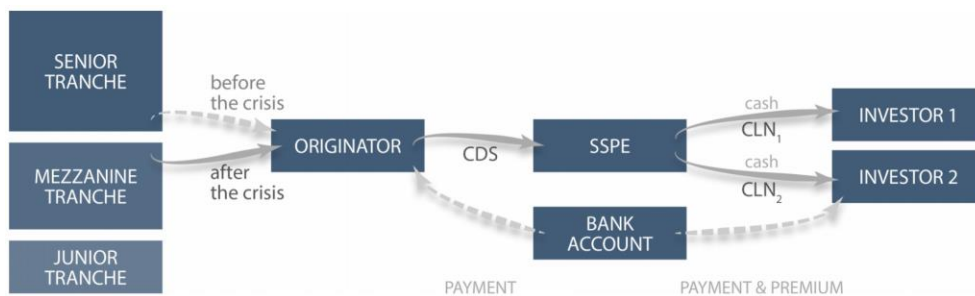 SENIOR
TRANCHE
MEZZANINE
TRANCHE
JUNIOR
TRANCHE
before
the crisis
after
the crisis
ORIGINATOR
CDS
SSPE
BANK
ACCOUNT
cash
CLN₁
cash
CLN₂
INVESTOR 1
INVESTOR 2
PAYMENT
PAYMENT & PREMIUM